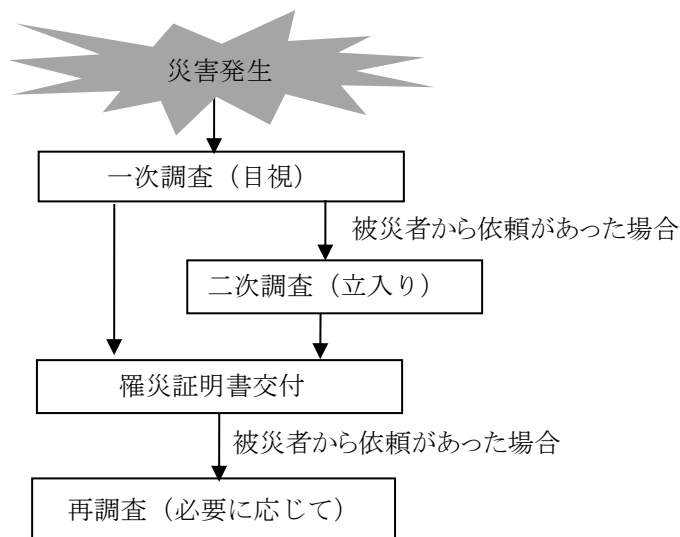 災害発生
一次調査(目視)
被災者から依頼があった場合
二次調査(立入り)
罹災証明書交付
被災者から依頼があった場合
再調査(必要に応じて)